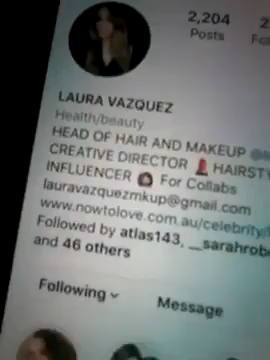 2,204
Posts
LAURA VAZQUEZ
Health/beauty
HEAD OF HAIR AND MAKEUP
CREATIVE DIRECTOR 💄 HAIRSTY
INFLUENCER For Collabs
lauravazquezmkup@gmail.com
www.nowtolove.com.au/celebrity/
Followed by atlas143, __sarahrob
and 46 others
Following
Message